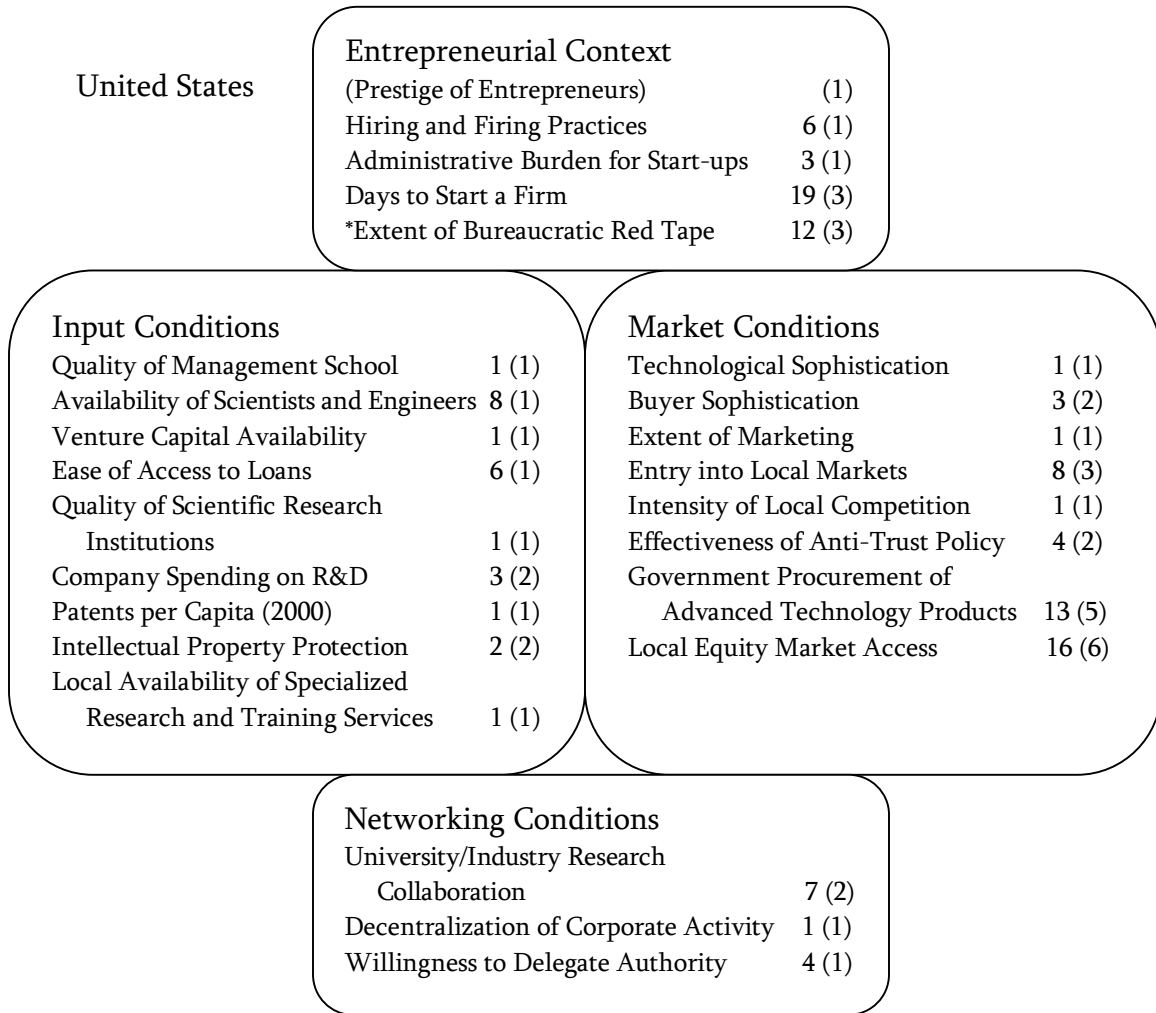 United States
Entrepreneurial Context
(Prestige of Entrepreneurs) (1)
Hiring and Firing Practices 6 (1)
Administrative Burden for Start-ups 3 (1)
Days to Start a Firm 19 (3)
*Extent of Bureaucratic Red Tape 12 (3)
Input Conditions
Quality of Management School 1 (1)
Availability of Scientists and Engineers 8 (1)
Venture Capital Availability 1 (1)
Ease of Access to Loans 6 (1)
Quality of Scientific Research
Institutions 1 (1)
Company Spending on R&D 3 (2)
Patents per Capita (2000) 1 (1)
Intellectual Property Protection 2 (2)
Local Availability of Specialized
Research and Training Services 1 (1)
Market Conditions
Technological Sophistication 1 (1)
Buyer Sophistication 3 (2)
Extent of Marketing 1 (1)
Entry into Local Markets 8 (3)
Intensity of Local Competition 1 (1)
Effectiveness of Anti-Trust Policy 4 (2)
Government Procurement of
Advanced Technology Products 13 (5)
Local Equity Market Access 16 (6)
Networking Conditions
University/Industry Research
Collaboration 7 (2)
Decentralization of Corporate Activity 1 (1)
Willingness to Delegate Authority 4 (1)